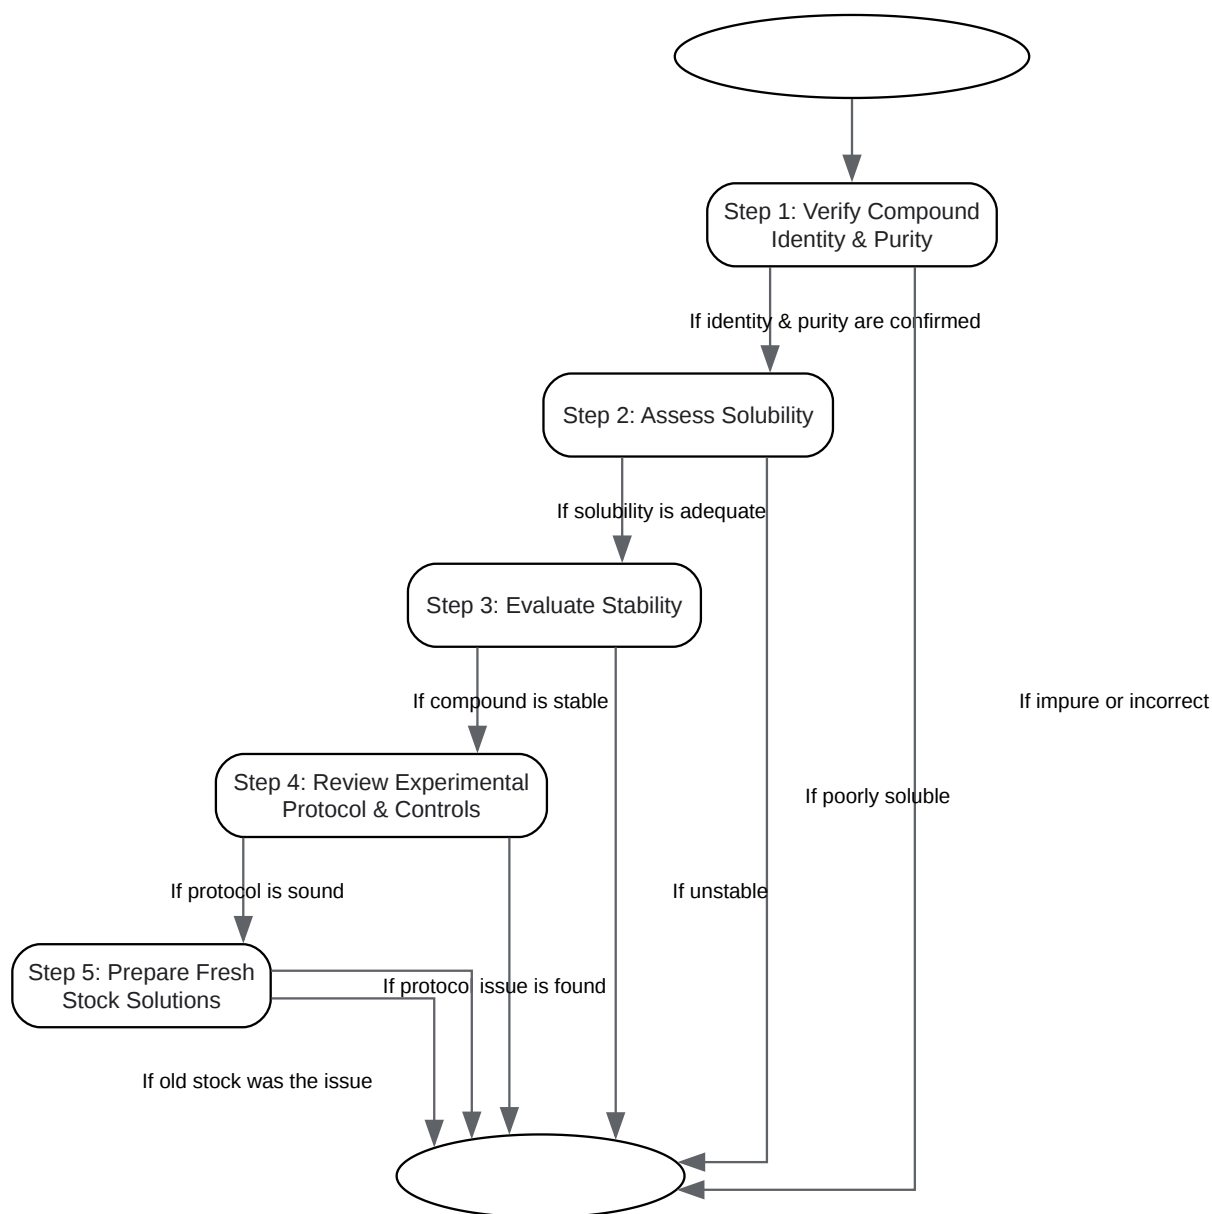 Step 1: Verify Compound
Identity & Purity
If identity & purity are confirmed
Step 2: Assess Solubility
If solubility is adequate
Step 3: Evaluate Stability
If compound is stable
If impure or incorrect
Step 4: Review Experimental
Protocol & Controls
If poorly soluble
If protocol is sound
If unstable
Step 5: Prepare Fresh
Stock Solutions
If protocol issue is found
If old stock was the issue